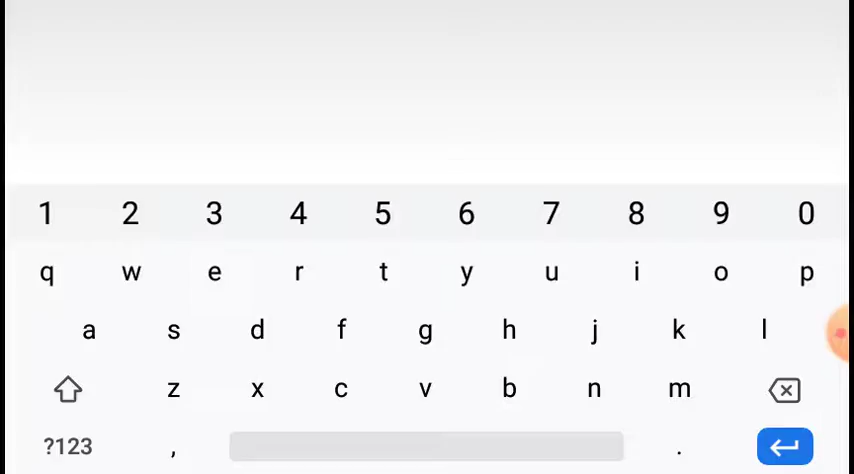 1 2 3 4 5 6 7 8 9 0
q w e r t y u i o p
a s d f g h j k l
z x c v b n m
?123 , .